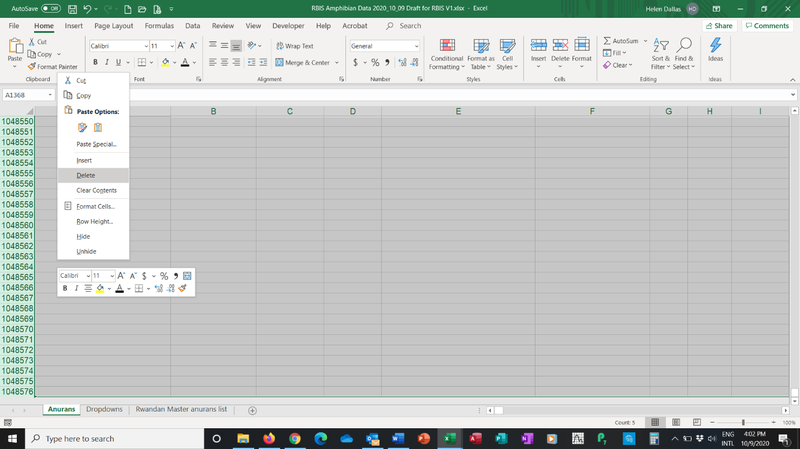 AutoSave Off RBIS Amphibian Data 2020_10_09 Draft for RBIS V1.xlsx - Excel Helen Dallas HD
File Home Insert Page Layout Formulas Data Review View Developer Help Acrobat Search Share Comments
Paste Cut Copy Format Painter
Calibri 11 A A
B I U
Wrap Text
Merge & Center
General
$ % ,
Conditional Formatting
Format as Table
Cell Styles
Insert Delete Format
AutoSum
Fill
Clear
Sort & Filter
Find & Select
Ideas
Clipboard Font Alignment Number Styles Cells Editing Ideas
A1368
B C D E F G H I
Cut
Copy
Paste Options:
Paste Special...
Insert
Delete
Clear Contents
Format Cells...
Row Height...
Hide
Unhide
Calibri 11 A A $ % ,
B I A
1048550
1048551
1048552
1048553
1048554
1048555
1048556
1048557
1048558
1048559
1048560
1048561
1048562
1048563
1048564
1048565
1048566
1048567
1048568
1048569
1048570
1048571
1048572
1048573
1048574
1048575
1048576
Anurans Dropdowns Rwandan Master anurans list
Count: 5 100%
Type here to search
ENG
INTL
4:02 PM
10/9/2020